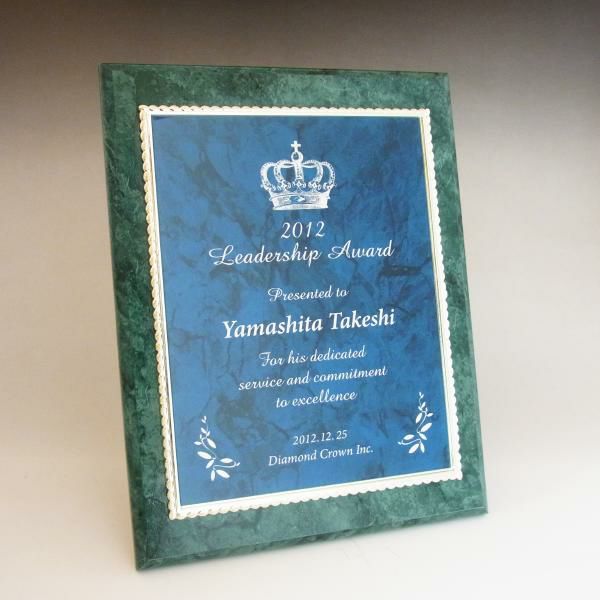 2012
Leadership Award
Presented to
Yamashita Takeshi
For his dedicated
service and commitment
to excellence
2012.12.25
Diamond Crown Inc.